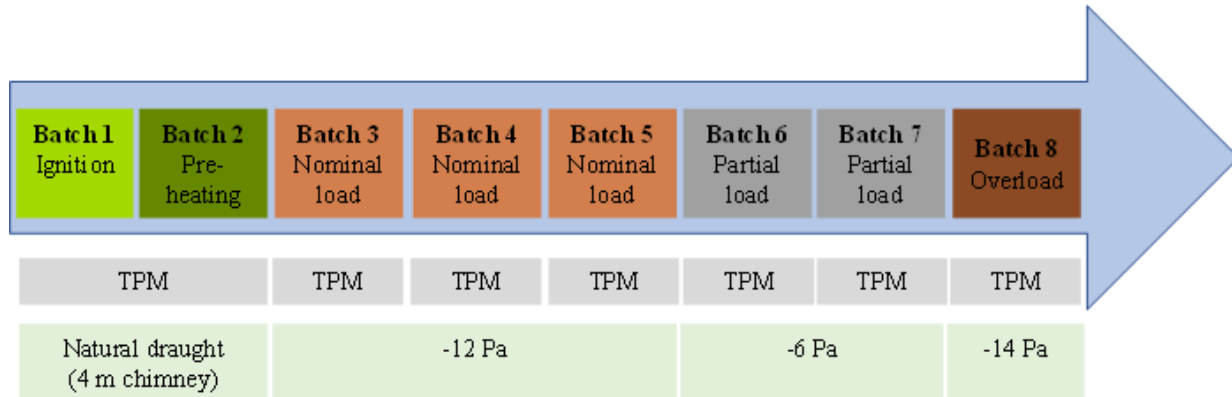 Batch 1
Ignition
Batch 2
Pre-
heating
Batch 3
Nominal
load
Batch 4
Nominal
load
Batch 5
Nominal
load
Batch 6
Partial
load
Batch 7
Partial
load
Batch 8
Overload
TPM
TPM
TPM
TPM
TPM
TPM
TPM
Natural draught
(4 m chimney)
-12 Pa
-6 Pa
-14 Pa